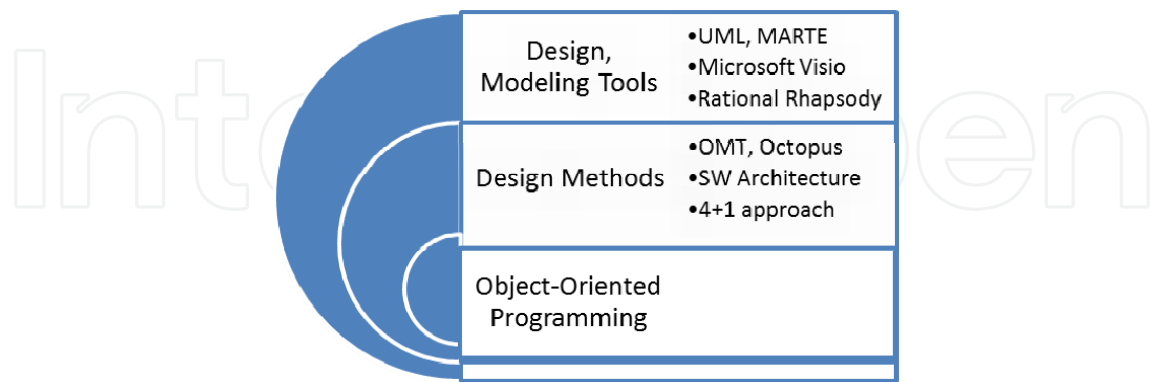 Design,
Modeling Tools
•UML, MARTE
•Microsoft Visio
•Rational Rhapsody
Design Methods
•OMT, Octopus
•SW Architecture
•4+1 approach
Object-Oriented
Programming